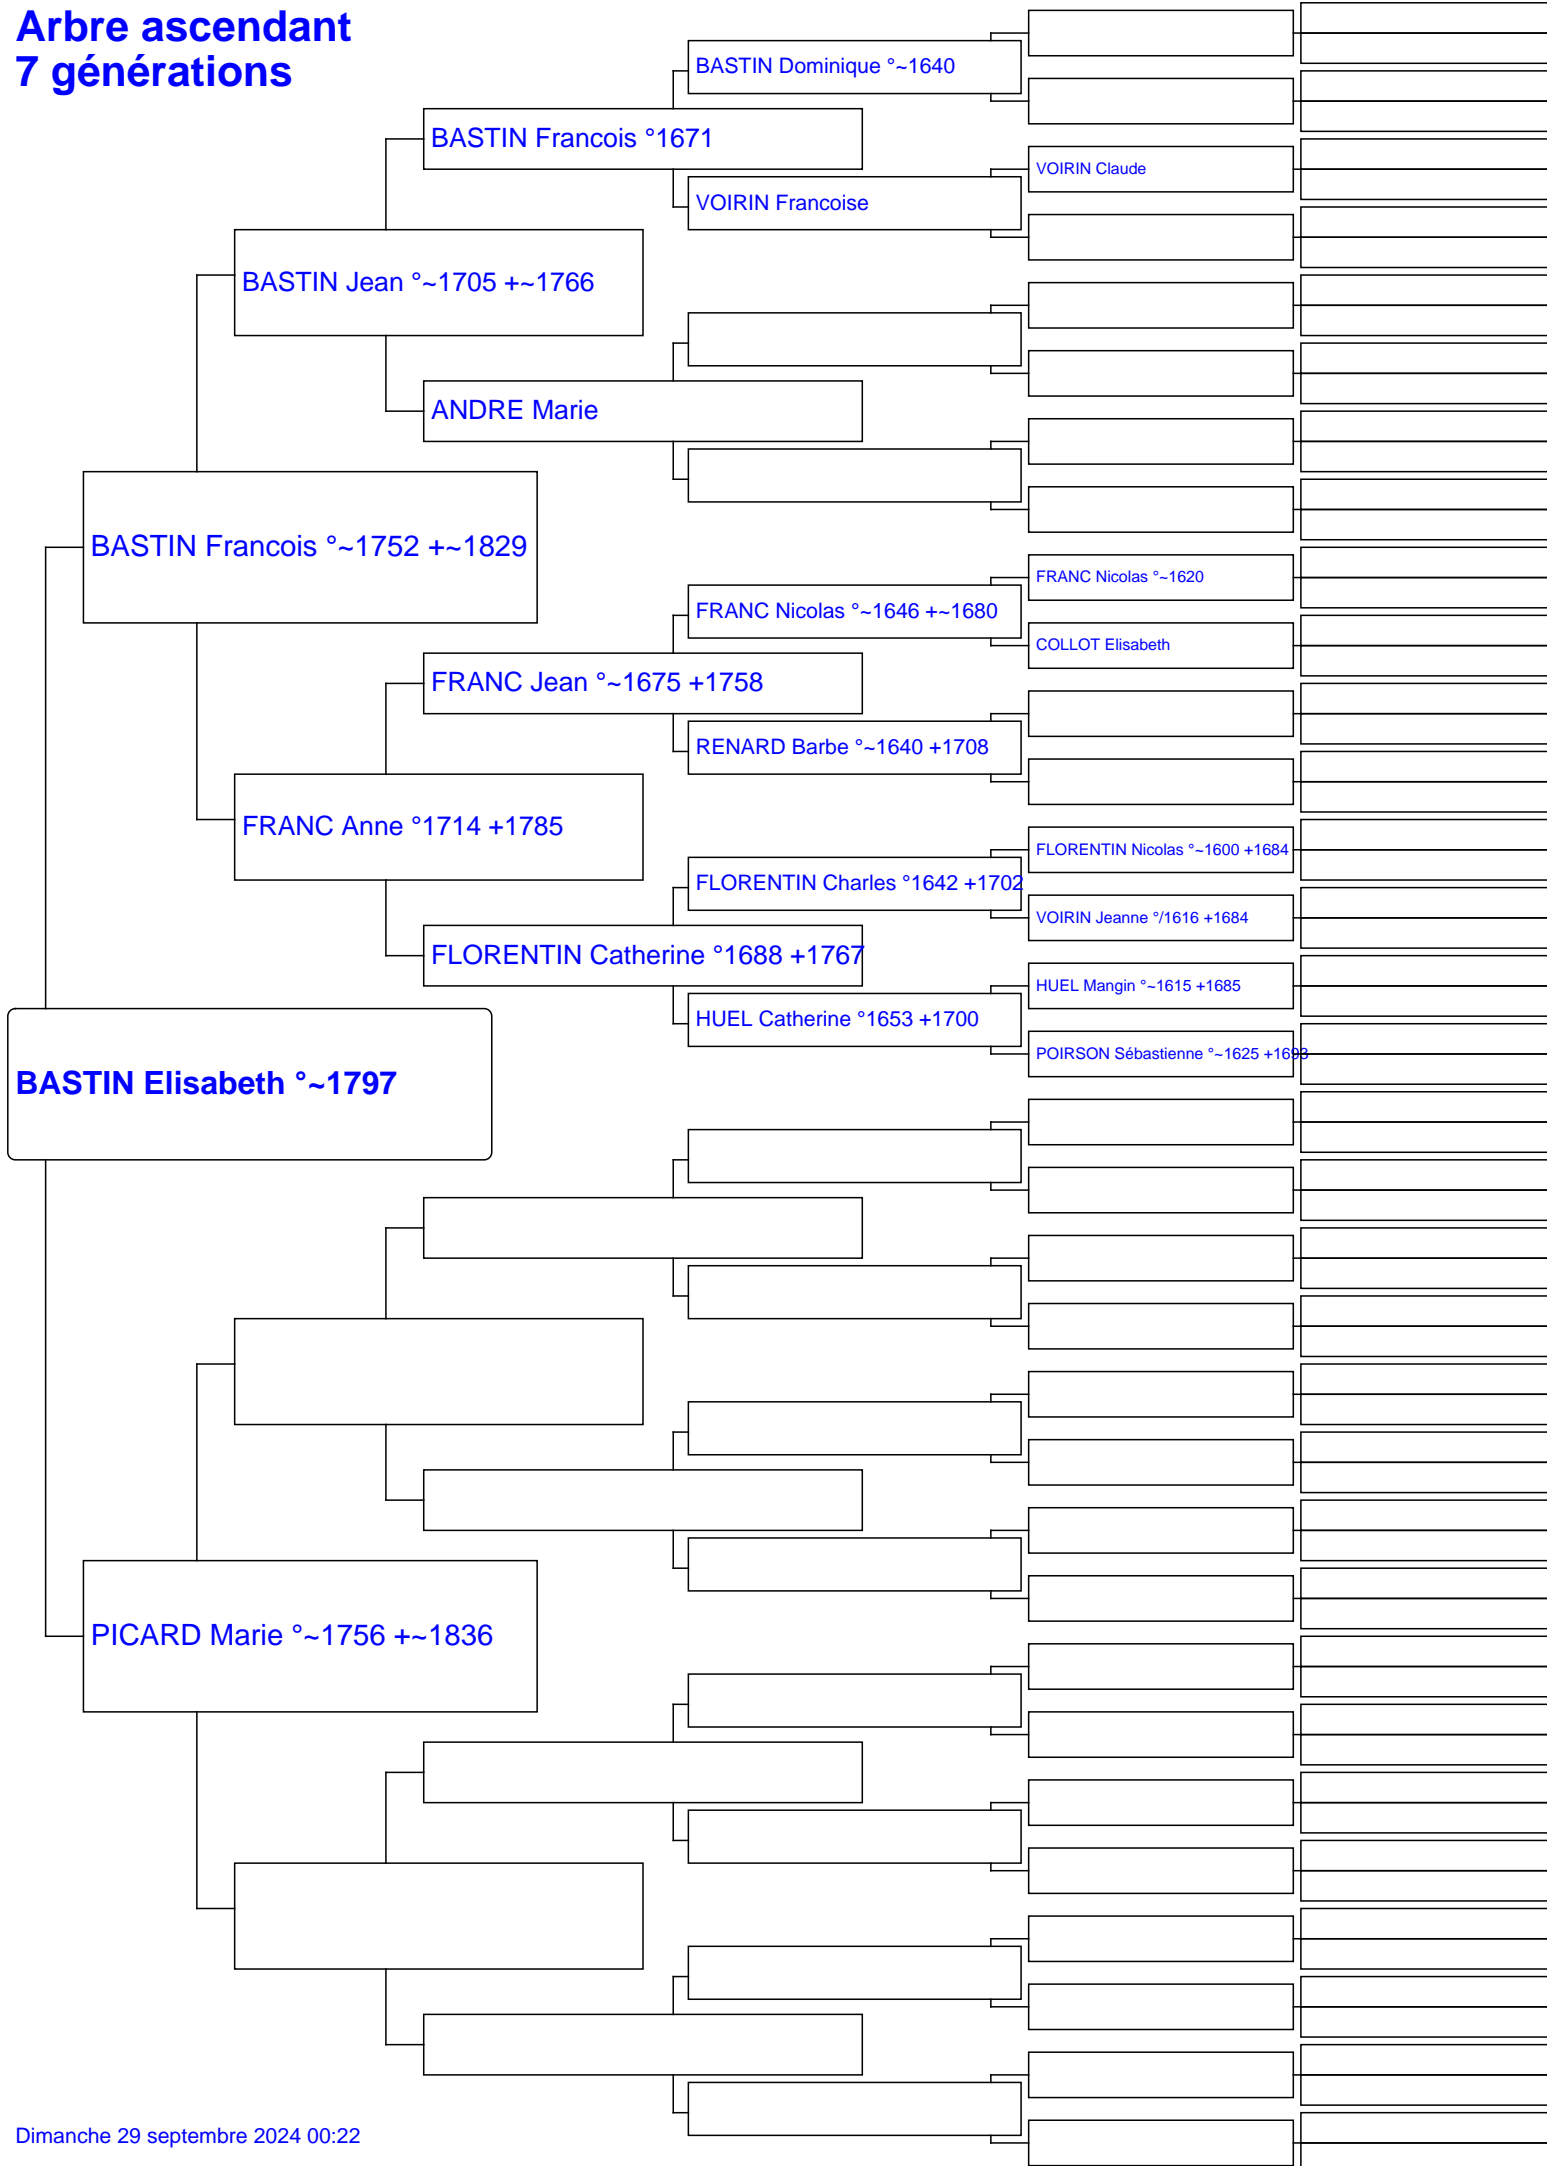 Arbre ascendant
7 générations
BASTIN Dominique °~1640
BASTIN Francois °1671
VOIRIN Claude
VOIRIN Francoise
BASTIN Jean °~1705 +~1766
ANDRE Marie
BASTIN Francois °~1752 +~1829
FRANC Nicolas °~1620
FRANC Nicolas °~1646 +~1680
COLLOT Elisabeth
FRANC Jean °~1675 +1758
RENARD Barbe °~1640 +1708
FRANC Anne °1714 +1785
FLORENTIN Nicolas °~1600 +1684
FLORENTIN Charles °1642 +1702
VOIRIN Jeanne °/1616 +1684
FLORENTIN Catherine °1688 +1767
HUEL Mangin °~1615 +1685
HUEL Catherine °1653 +1700
POIRSON Sébastienne °~1625 +1693
BASTIN Elisabeth °~1797
PICARD Marie °~1756 +~1836
Dimanche 29 septembre 2024 00:22